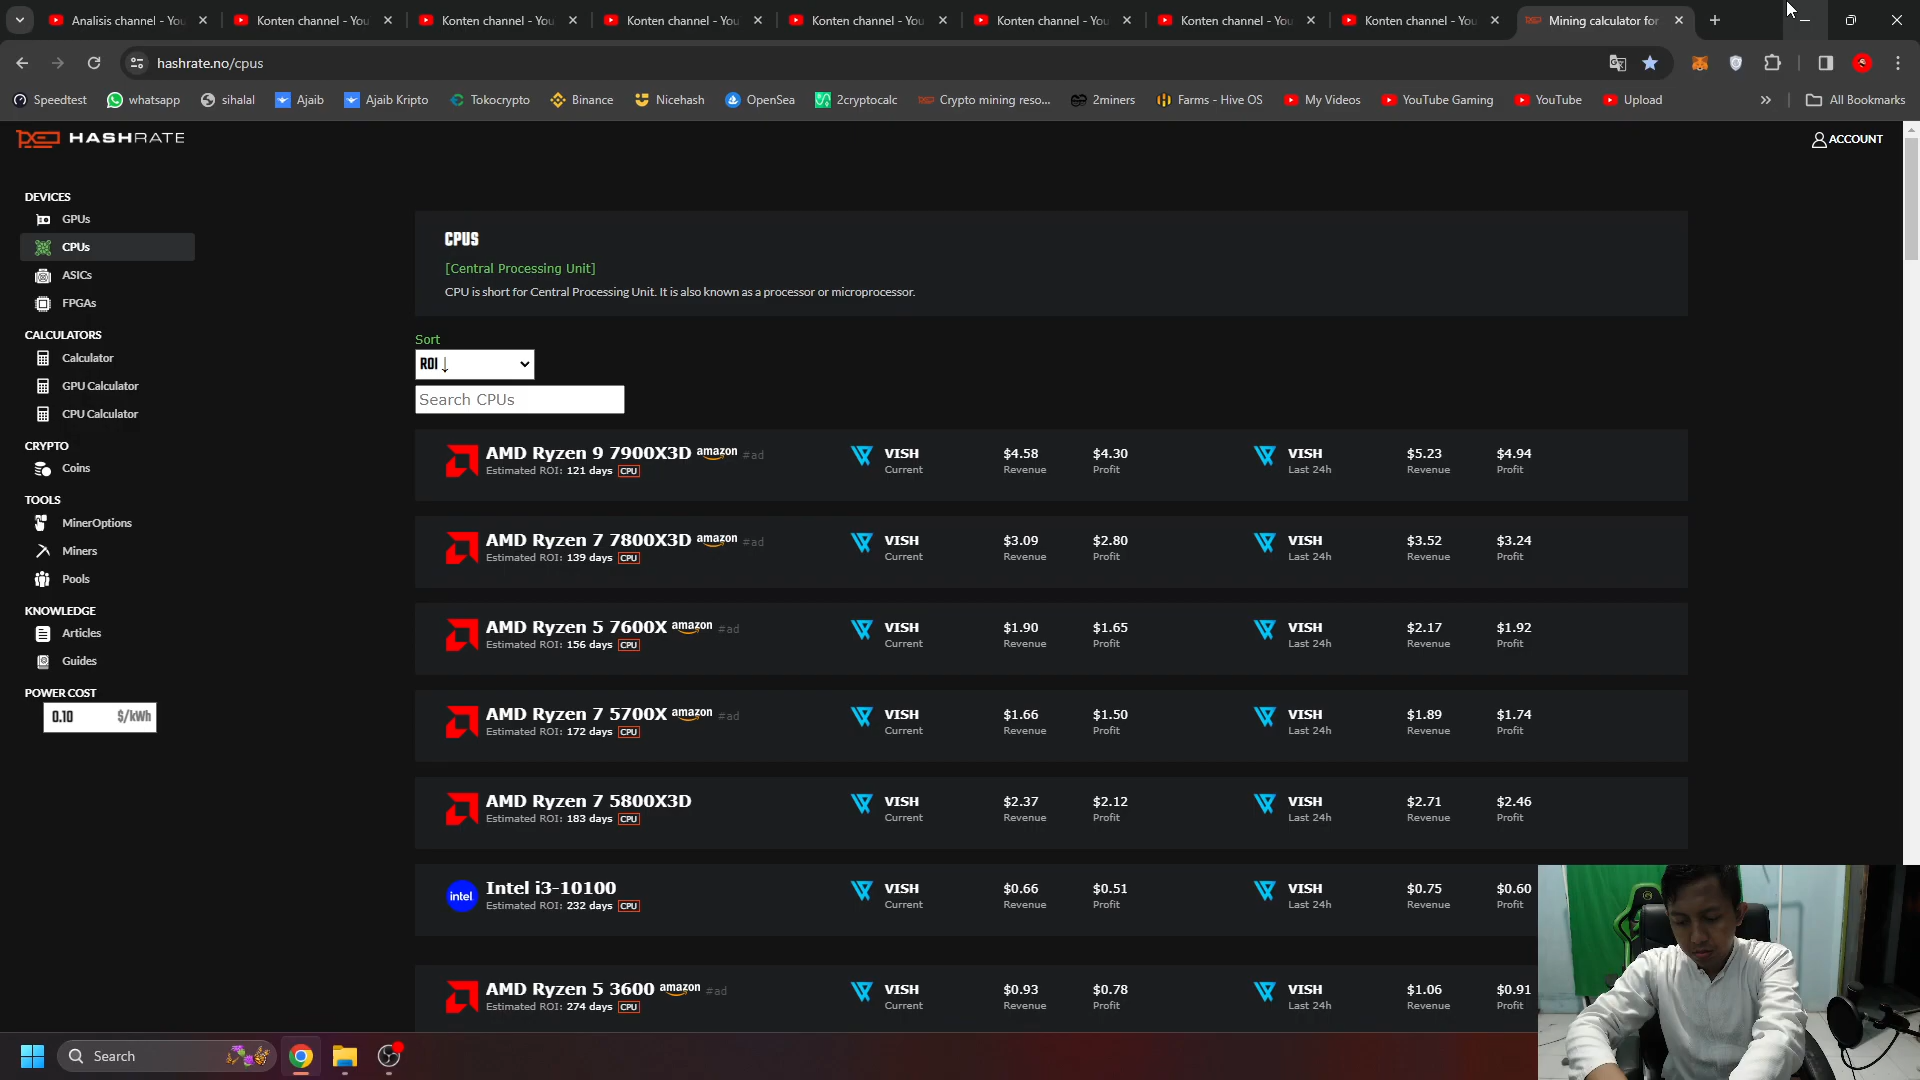 Analisis channel - You
Konten channel - You
Konten channel - You
Konten channel - You
Konten channel - You
Konten channel - You
Konten channel - You
Konten channel - You
Mining calculator for
hashrate.no/cpus
Speedtest
whatsapp
sihalal
Ajaib
Ajaib Kripto
Tokocrypto
Binance
Nicehash
OpenSea
2cryptocalc
Crypto mining reso...
2miners
Farms - Hive OS
My Videos
YouTube Gaming
YouTube
Upload
»
All Bookmarks
HASHRATE
ACCOUNT
DEVICES
GPUs
CPUs
ASICs
FPGAs
CALCULATORS
Calculator
GPU Calculator
CPU Calculator
CRYPTO
Coins
TOOLS
MinerOptions
Miners
Pools
KNOWLEDGE
Articles
Guides
POWER COST
0.10 $/kWh
CPUS
[Central Processing Unit]
CPU is short for Central Processing Unit. It is also known as a processor or microprocessor.
Sort
ROI ↓
Search CPUs
AMD Ryzen 9 7900X3D amazon #ad VISH $4.58 $4.30 VISH $5.23 $4.94
Estimated ROI: 121 days CPU Current Revenue Profit Last 24h Revenue Profit
AMD Ryzen 7 7800X3D amazon #ad VISH $3.09 $2.80 VISH $3.52 $3.24
Estimated ROI: 139 days CPU Current Revenue Profit Last 24h Revenue Profit
AMD Ryzen 5 7600X amazon #ad VISH $1.90 $1.65 VISH $2.17 $1.92
Estimated ROI: 156 days CPU Current Revenue Profit Last 24h Revenue Profit
AMD Ryzen 7 5700X amazon #ad VISH $1.66 $1.50 VISH $1.89 $1.74
Estimated ROI: 172 days CPU Current Revenue Profit Last 24h Revenue Profit
AMD Ryzen 7 5800X3D VISH $2.37 $2.12 VISH $2.71 $2.46
Estimated ROI: 183 days CPU Current Revenue Profit Last 24h Revenue Profit
intel Intel i3-10100 VISH $0.66 $0.51 VISH $0.75 $0.60
Estimated ROI: 232 days CPU Current Revenue Profit Last 24h Revenue Profit
AMD Ryzen 5 3600 amazon #ad VISH $0.93 $0.78 VISH $1.06 $0.91
Estimated ROI: 274 days CPU Current Revenue Profit Last 24h Revenue Profit
Search